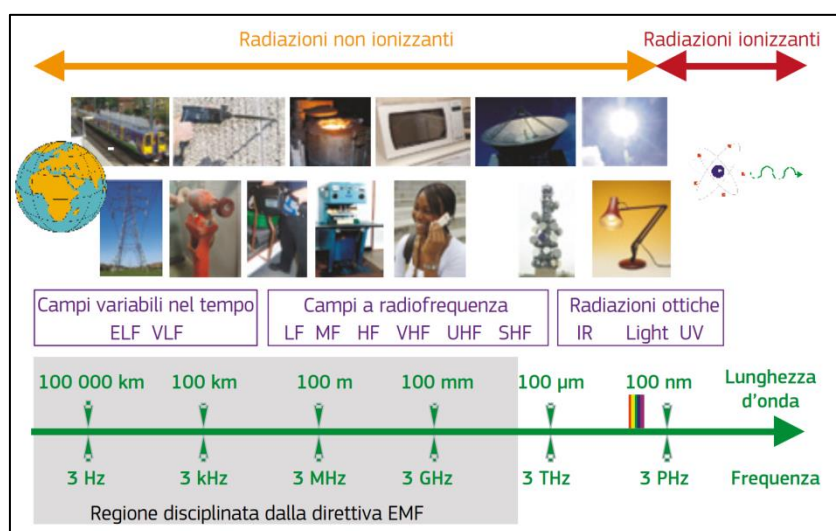 Radiazioni non ionizzanti
Radiazioni ionizzanti
Campi variabili nel tempo
ELF VLF
Campi a radiofrequenza
LF MF HF VHF UHF SHF
Radiazioni ottiche
IR Light UV
100 000 km 100 km 100 m 100 mm 100 µm 100 nm
Lunghezza
d'onda
3 Hz 3 kHz 3 MHz 3 GHz 3 THz 3 PHz
Frequenza
Regione disciplinata dalla direttiva EMF